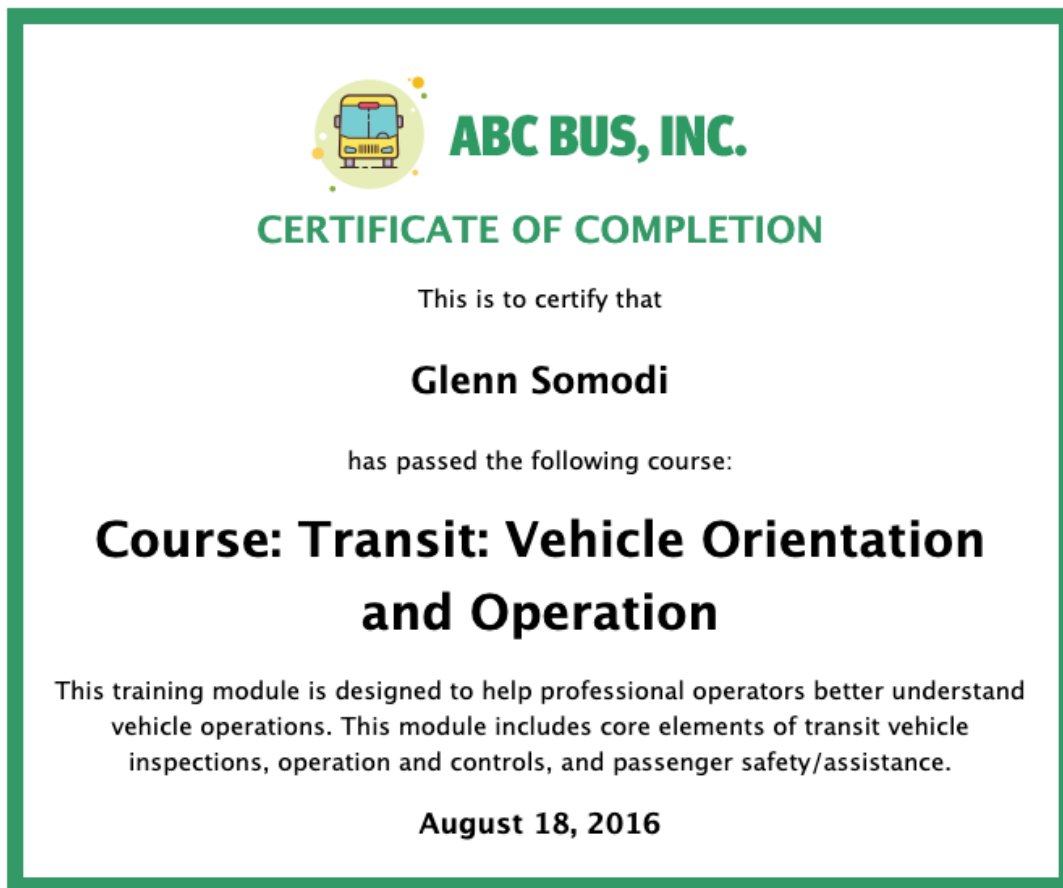 ABC BUS, INC.
CERTIFICATE OF COMPLETION
This is to certify that
Glenn Somodi
has passed the following course:
Course: Transit: Vehicle Orientation
and Operation
This training module is designed to help professional operators better understand
vehicle operations. This module includes core elements of transit vehicle
inspections, operation and controls, and passenger safety/assistance.
August 18, 2016